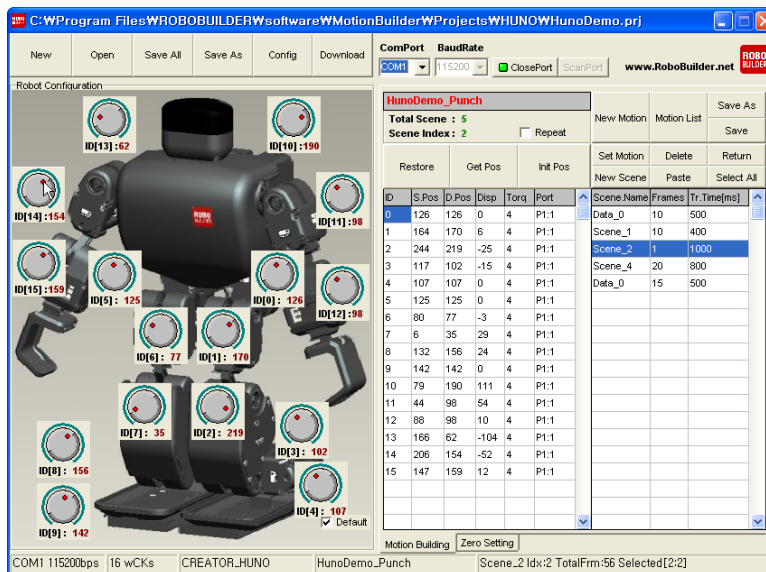 C:₩Program Files₩ROBOBUILDER₩software₩MotionBuilder₩Projects₩HUNO₩HunoDemo.prj
New Open Save All Save As Config Download
ComPort BaudRate
COM1 115200 ClosePort ScanPort www.RoboBuilder.net ROBO BUILDER
Robot Configuration
ID[13]:62
ID[10]:190
ID[14]:154
ID[11]:98
ID[15]:159
ID[5]: 125
ID[0]: 126
ID[12]:98
ID[6]: 77
ID[1]: 170
ID[7]: 35
ID[2]: 219
ID[3]: 102
ID[8]: 156
ID[4]: 107
ID[9]: 142
Default
ROBO BUILDER
HunoDemo_Punch
Total Scene : 5
Scene Index : 2 Repeat
New Motion Motion List Save As
Save
Restore Get Pos Init Pos
Set Motion Delete Return
New Scene Paste Select All
ID S.Pos D.Pos Disp Torq Port
0 126 126 0 4 P1:1
1 164 170 6 4 P1:1
2 244 219 -25 4 P1:1
3 117 102 -15 4 P1:1
4 107 107 0 4 P1:1
5 125 125 0 4 P1:1
6 80 77 -3 4 P1:1
7 6 35 29 4 P1:1
8 132 156 24 4 P1:1
9 142 142 0 4 P1:1
10 79 190 111 4 P1:1
11 44 98 54 4 P1:1
12 88 98 10 4 P1:1
13 166 62 -104 4 P1:1
14 206 154 -52 4 P1:1
15 147 159 12 4 P1:1
Scene.Name Frames Tr.Time[ms]
Data_0 10 500
Scene_1 10 400
Scene_2 1 1000
Scene_4 20 800
Data_0 15 500
Motion Building Zero Setting
COM1 115200bps 16 wCKs CREATOR_HUNO HunoDemo_Punch Scene_2 Idx:2 TotalFrm:56 Selected[2:2]